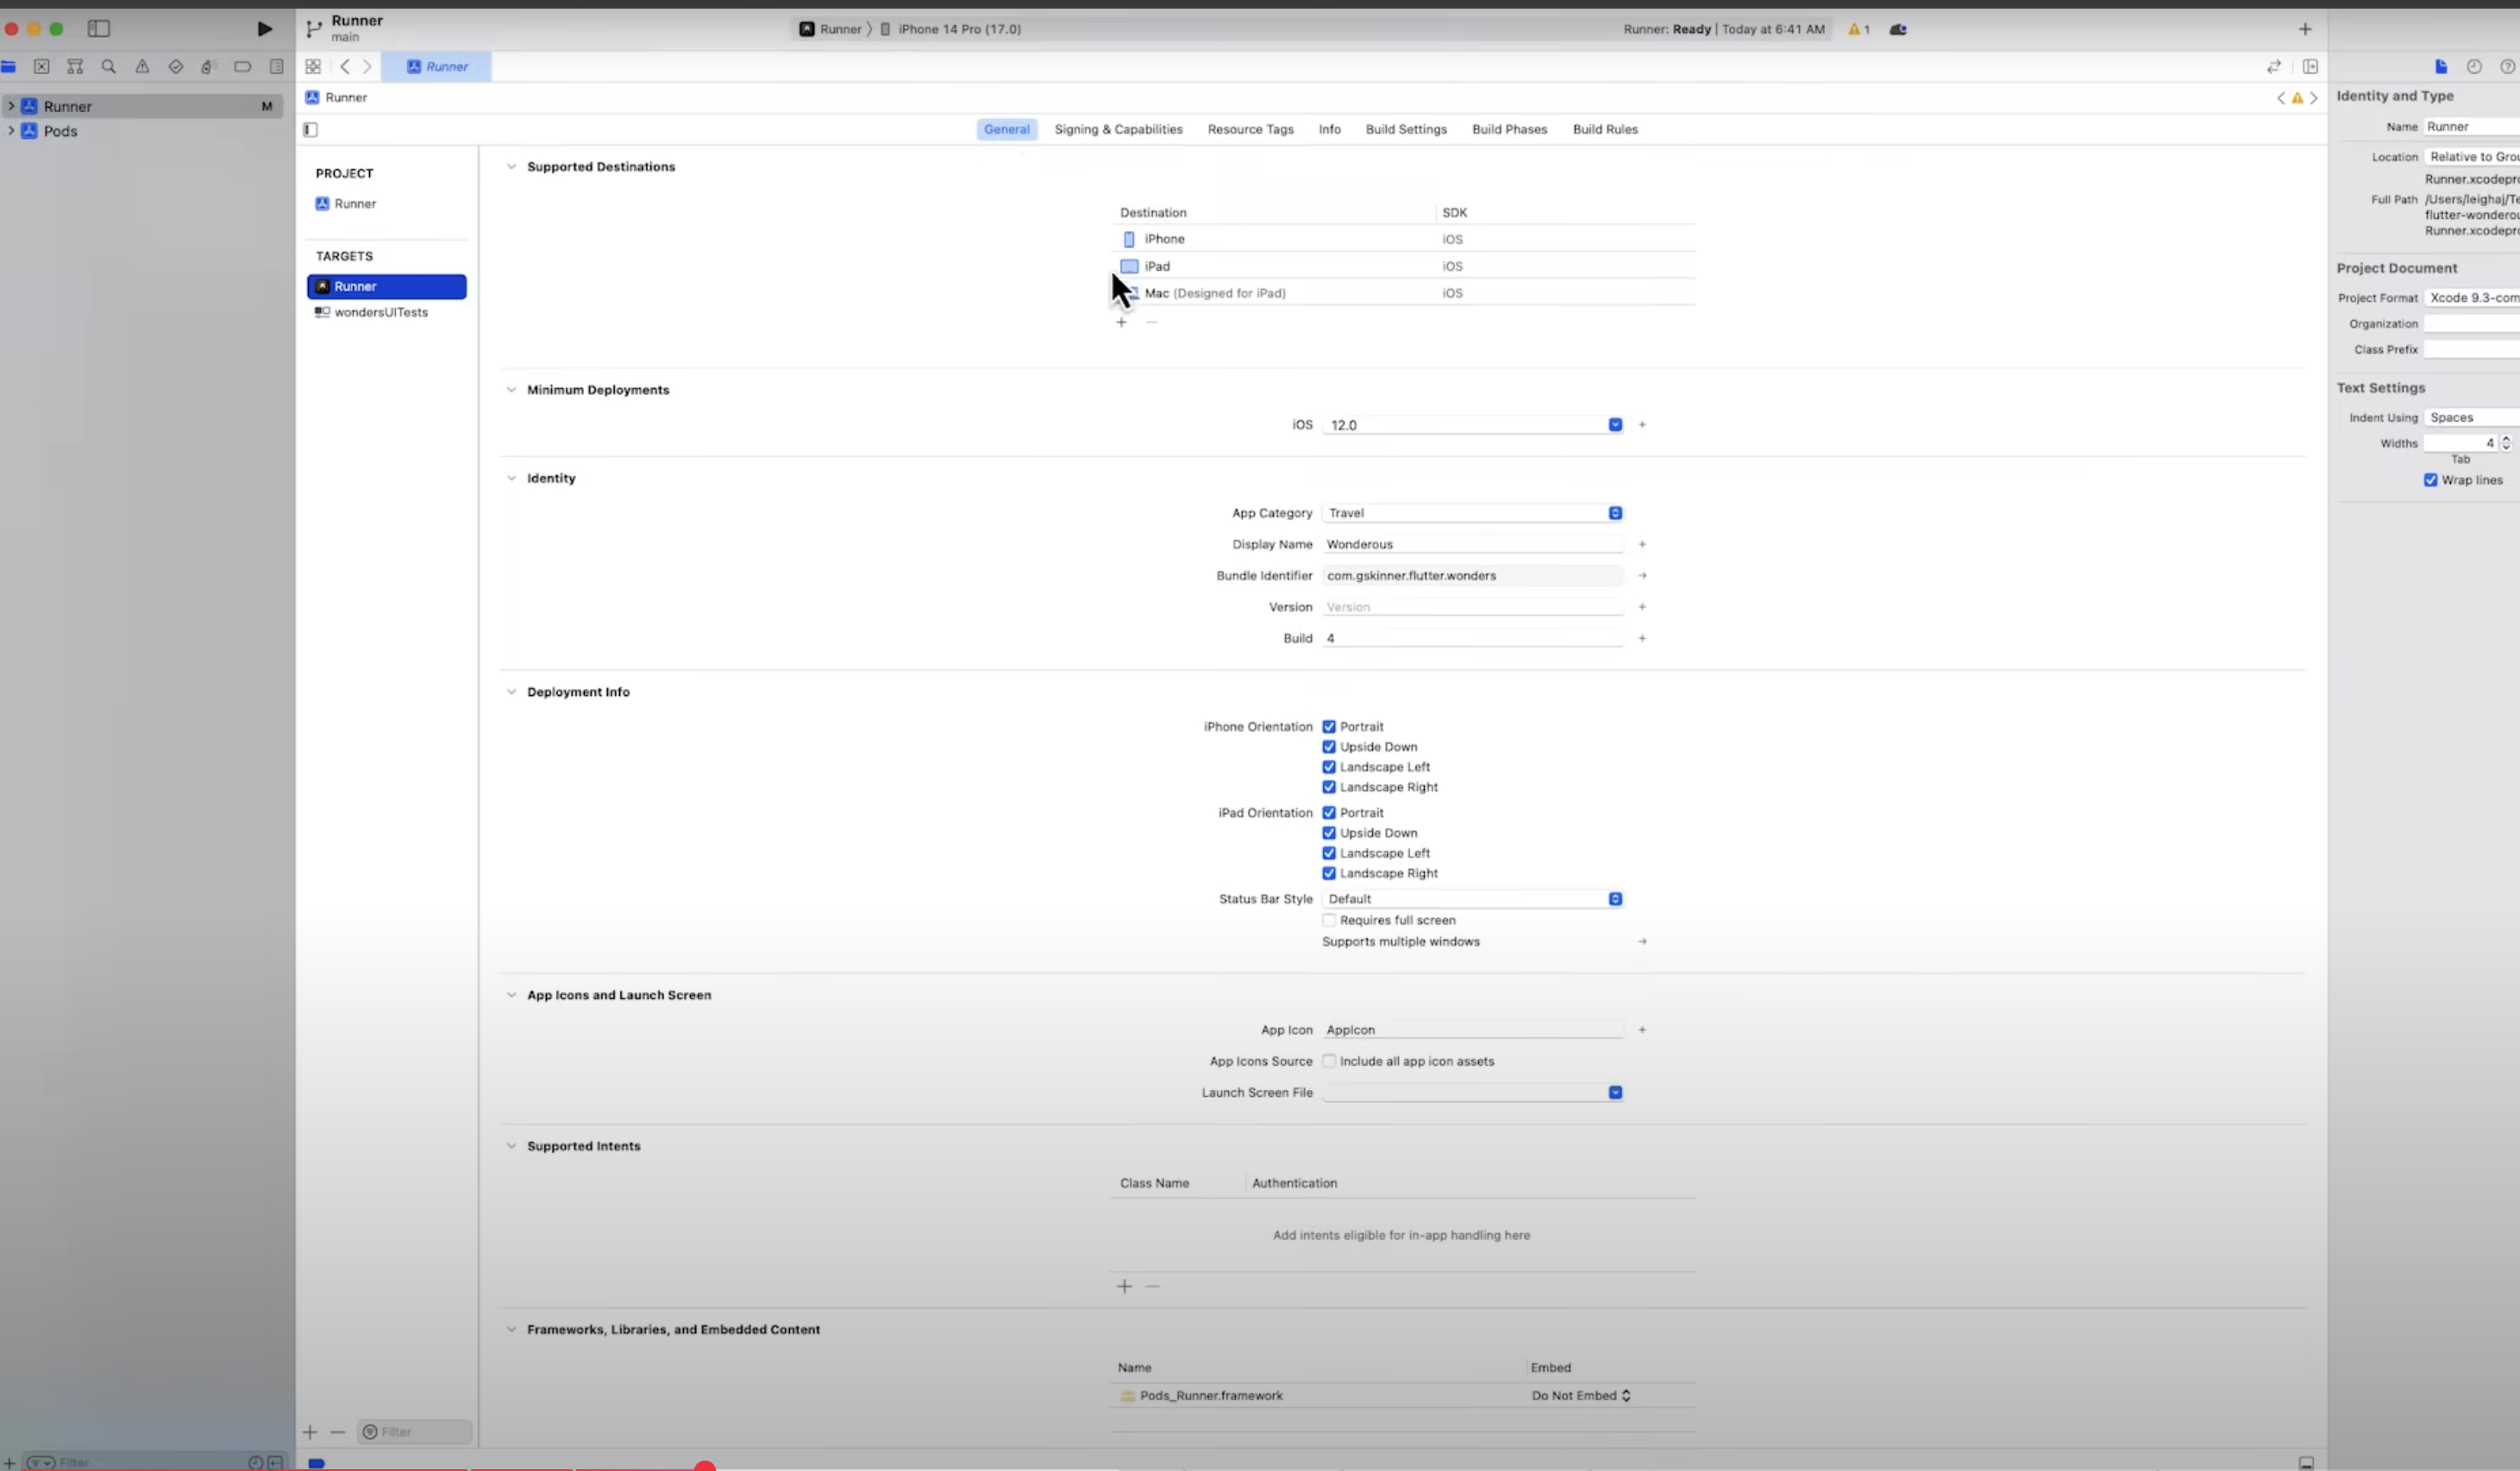 Runner
main
Runner 〉 iPhone 14 Pro (17.0)
Runner: Ready | Today at 6:41 AM
1
Runner
Runner M
Pods
Runner
General Signing & Capabilities Resource Tags Info Build Settings Build Phases Build Rules
PROJECT
Runner
TARGETS
Runner
wondersUITests
Filter
Filter
Supported Destinations
Destination SDK
iPhone iOS
iPad iOS
Mac (Designed for iPad) iOS
Minimum Deployments
iOS 12.0
Identity
App Category Travel
Display Name Wonderous
Bundle Identifier com.gskinner.flutter.wonders
Version Version
Build 4
Deployment Info
iPhone Orientation Portrait
Upside Down
Landscape Left
Landscape Right
iPad Orientation Portrait
Upside Down
Landscape Left
Landscape Right
Status Bar Style Default
Requires full screen
Supports multiple windows
App Icons and Launch Screen
App Icon AppIcon
App Icons Source Include all app icon assets
Launch Screen File
Supported Intents
Class Name Authentication
Add intents eligible for in-app handling here
Frameworks, Libraries, and Embedded Content
Name Embed
Pods_Runner.framework Do Not Embed
Identity and Type
Name Runner
Location Relative to Grou
Runner.xcodepro
Full Path /Users/leighaj/Te
flutter-wonderou
Runner.xcodepro
Project Document
Project Format Xcode 9.3-com
Organization
Class Prefix
Text Settings
Indent Using Spaces
Widths 4
Tab
Wrap lines